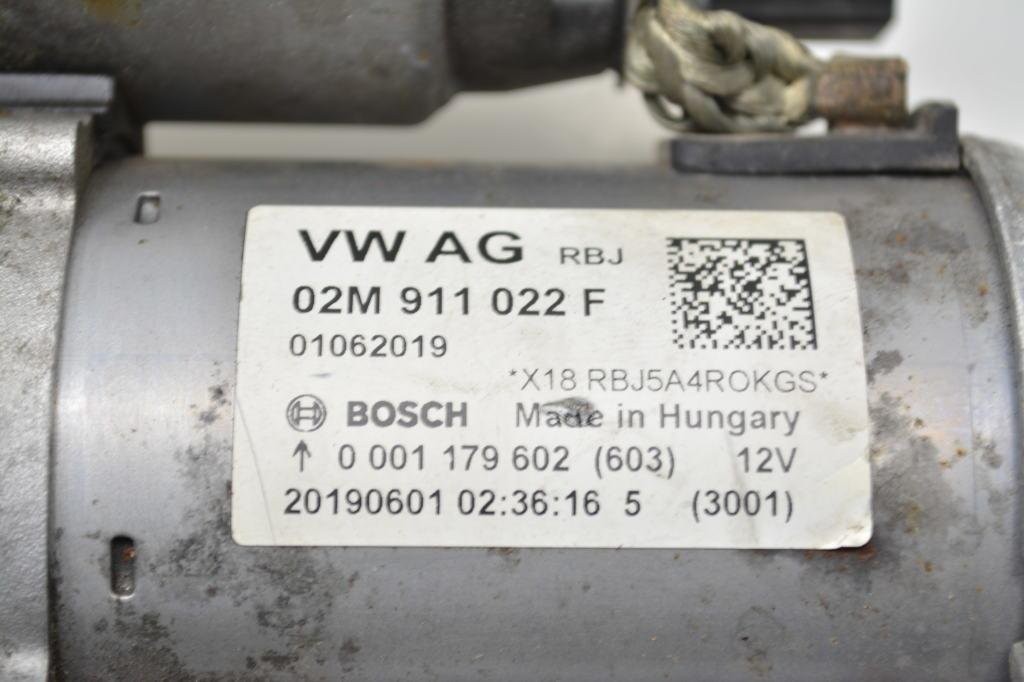 VW AG RBJ
02M 911 022 F
01062019
*X18 RBJ5A4ROKGS*
BOSCH Made in Hungary
↑ 0 001 179 602 (603) 12V
20190601 02:36:16 5 (3001)